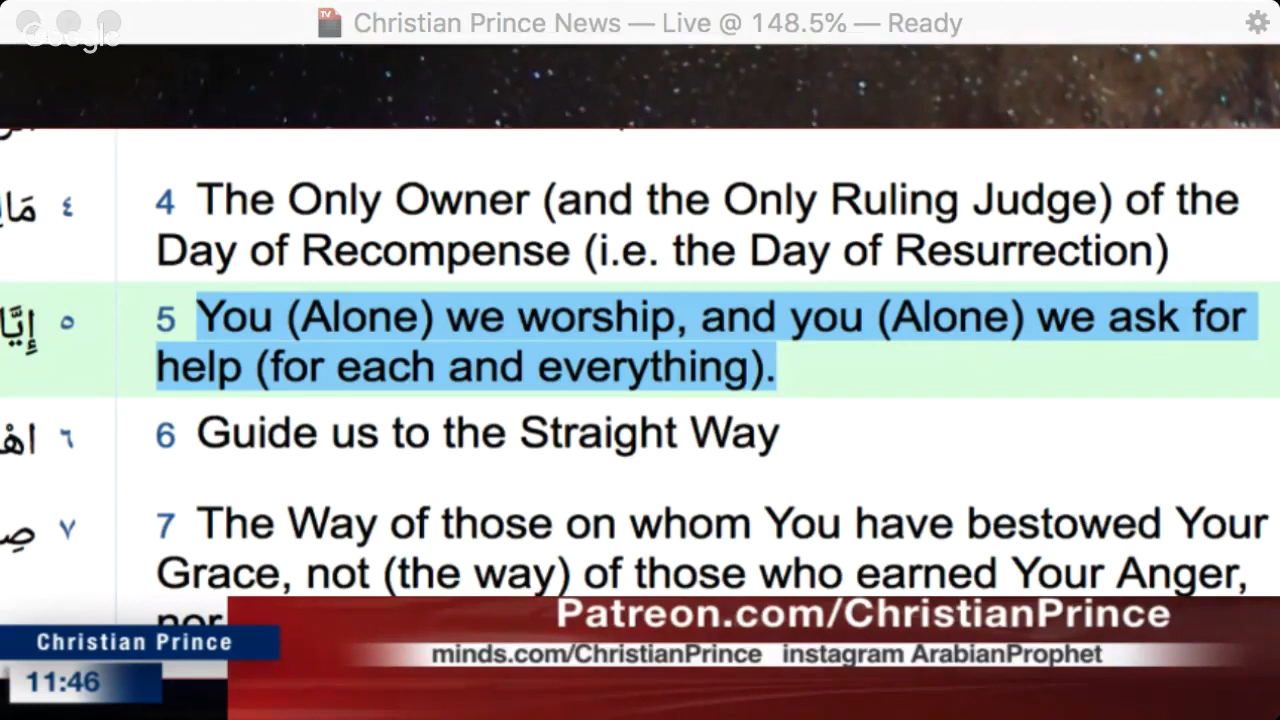 Christian Prince News — Live @ 148.5% — Ready
Google
٤ 4 The Only Owner (and the Only Ruling Judge) of the
Day of Recompense (i.e. the Day of Resurrection)
٥ 5 You (Alone) we worship, and you (Alone) we ask for
help (for each and everything).
٦ 6 Guide us to the Straight Way
٧ 7 The Way of those on whom You have bestowed Your
Grace, not (the way) of those who earned Your Anger,
nor
Patreon.com/ChristianPrince
Christian Prince
minds.com/ChristianPrince instagram ArabianProphet
11:46